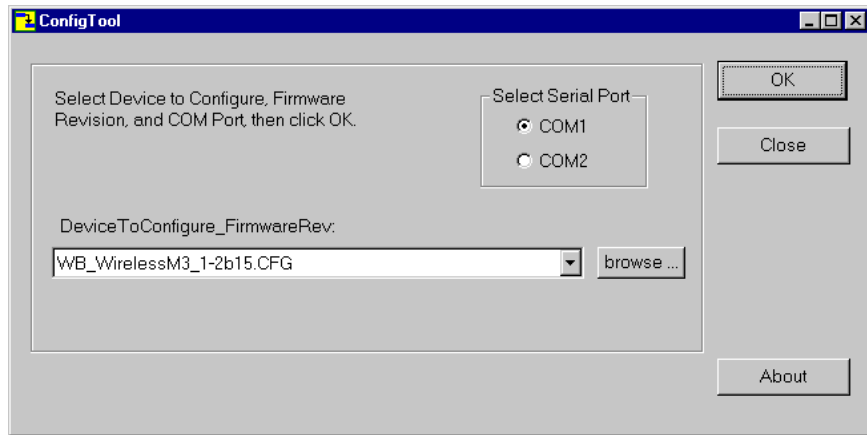 ConfigTool
Select Device to Configure, Firmware
Revision, and COM Port, then click OK.
Select Serial Port
COM1
COM2
OK
Close
DeviceToConfigure_FirmwareRev:
WB_WirelessM3_1-2b15.CFG
browse ...
About